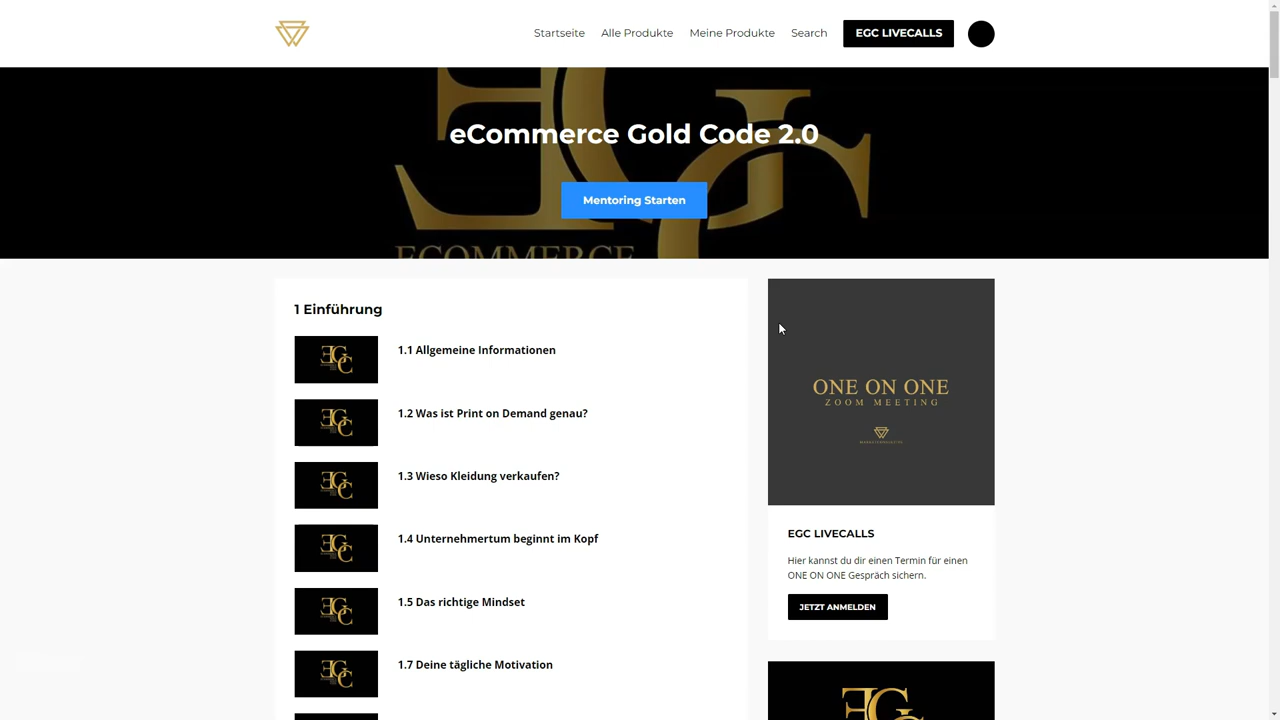 Startseite
Alle Produkte
Meine Produkte
Search
EGC LIVECALLS
eCommerce Gold Code 2.0
Mentoring Starten
ECOMMERCE
1 Einführung
1.1 Allgemeine Informationen
1.2 Was ist Print on Demand genau?
1.3 Wieso Kleidung verkaufen?
1.4 Unternehmertum beginnt im Kopf
1.5 Das richtige Mindset
1.7 Deine tägliche Motivation
ONE ON ONE
ZOOM MEETING
EGC LIVECALLS
Hier kannst du dir einen Termin für einen
ONE ON ONE Gespräch sichern.
JETZT ANMELDEN